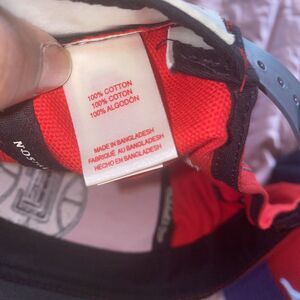 100% COTTON
100% COTON
100% ALGODÓN
MADE IN BANGLADESH
FABRIQUÉ AU BANGLADESH
HECHO EN BANGLADESH